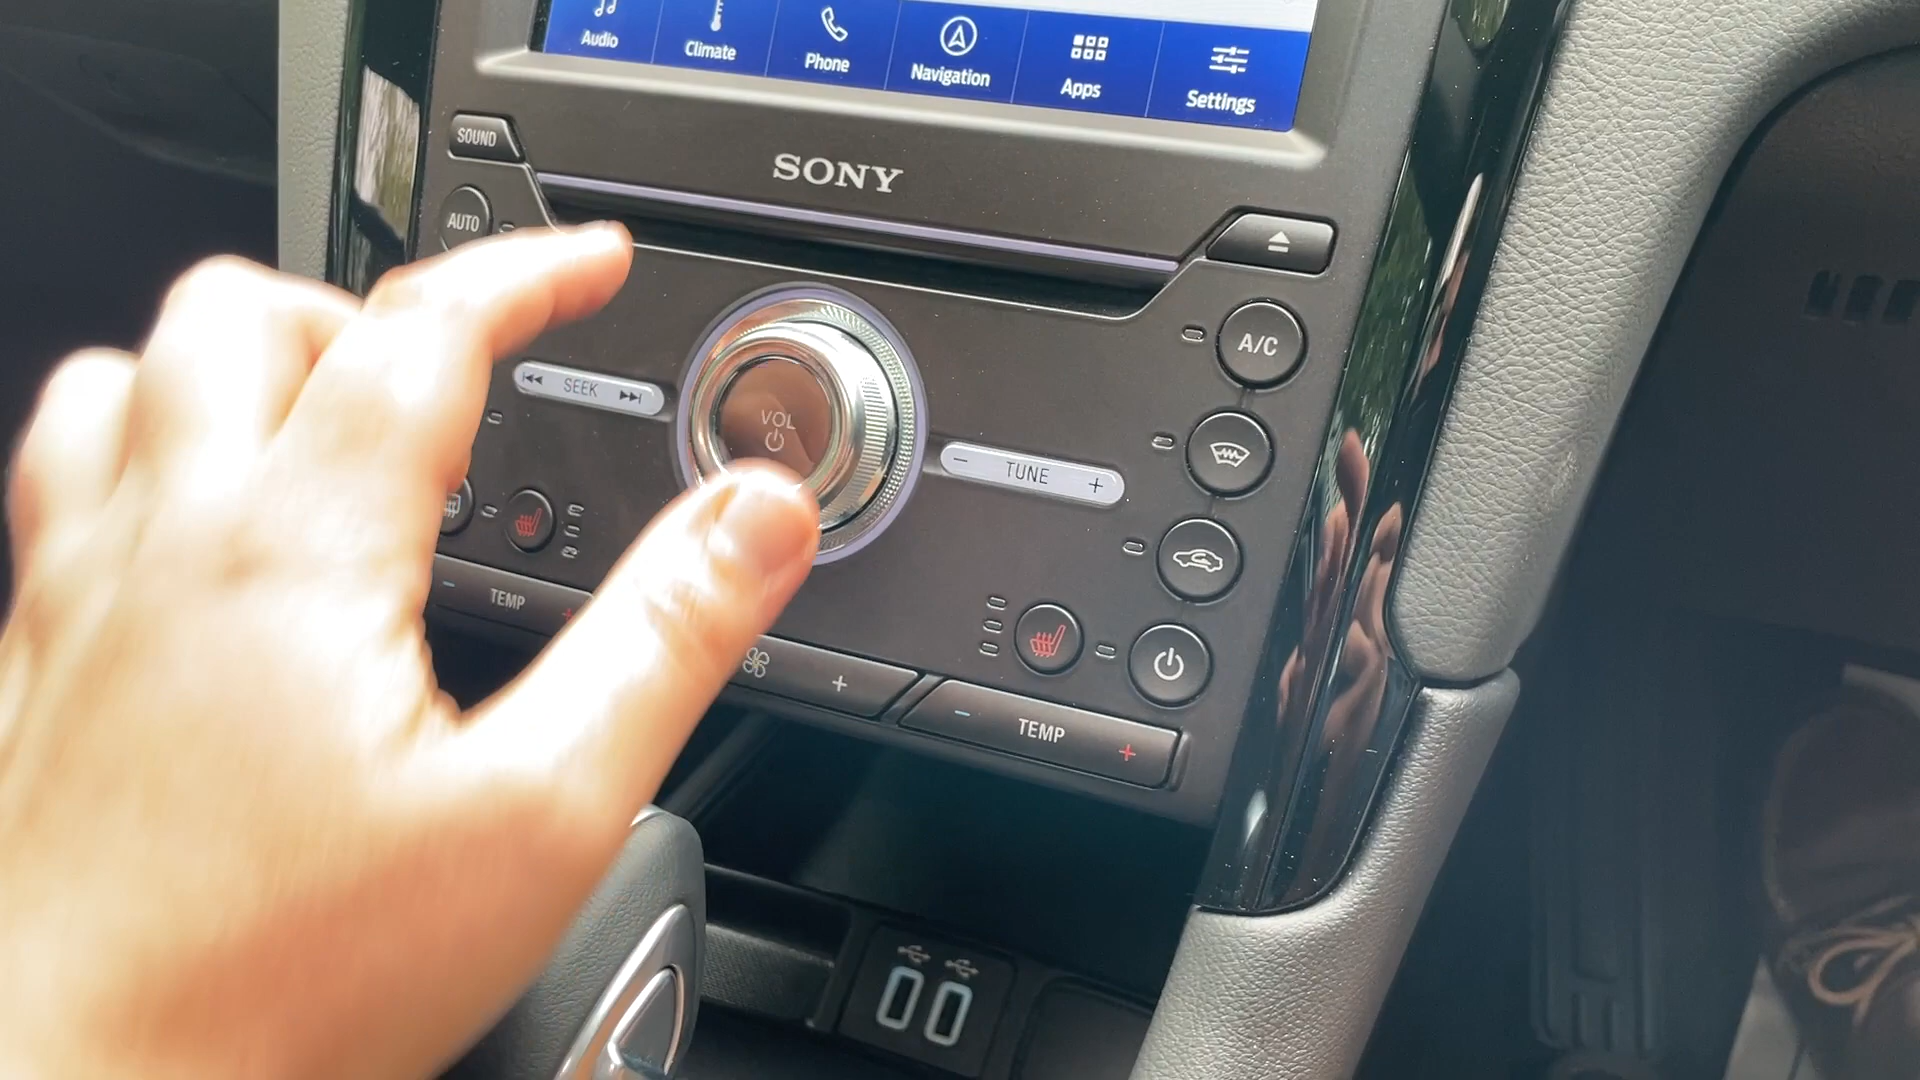 Audio
Climate
Phone
Navigation
Apps
Settings
SOUND
SONY
AUTO
A/C
SEEK
VOL
− TUNE +
− TEMP +
+
− TEMP +